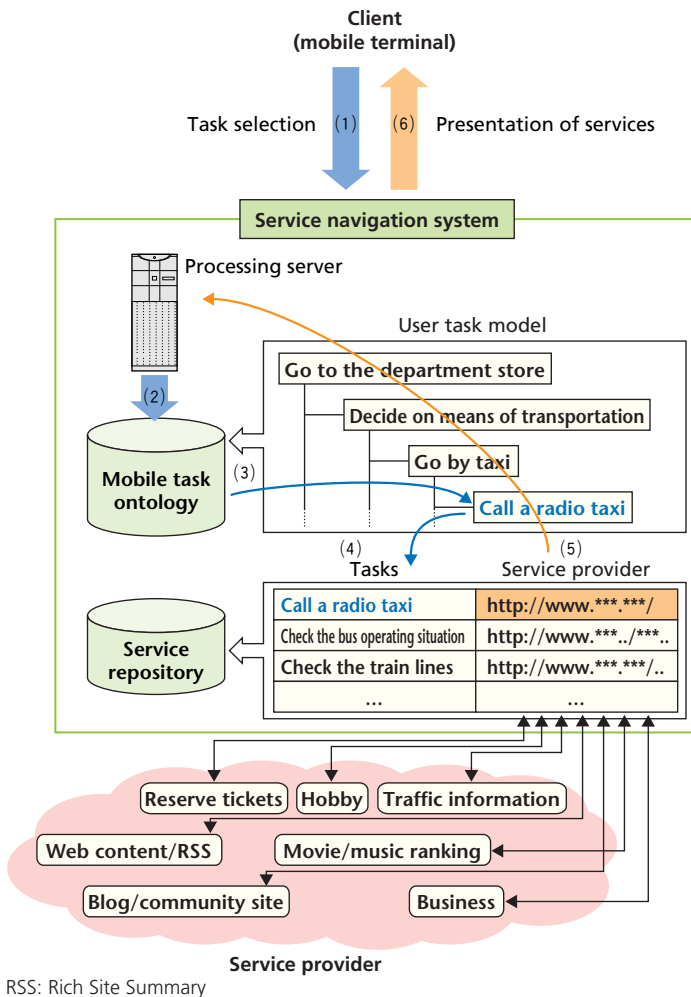 Client
(mobile terminal)
Task selection (1) (6) Presentation of services
Service navigation system
Processing server
User task model
Go to the department store
(2)
Decide on means of transportation
Mobile task
ontology
(3)
Go by taxi
Call a radio taxi
(4) (5)
Tasks Service provider
Service
repository
Call a radio taxi http://www.***.***/
Check the bus operating situation http://www.***../***..
Check the train lines http://www.***.***/..
... ...
Reserve tickets Hobby Traffic information
Web content/RSS Movie/music ranking
Blog/community site Business
Service provider
RSS: Rich Site Summary